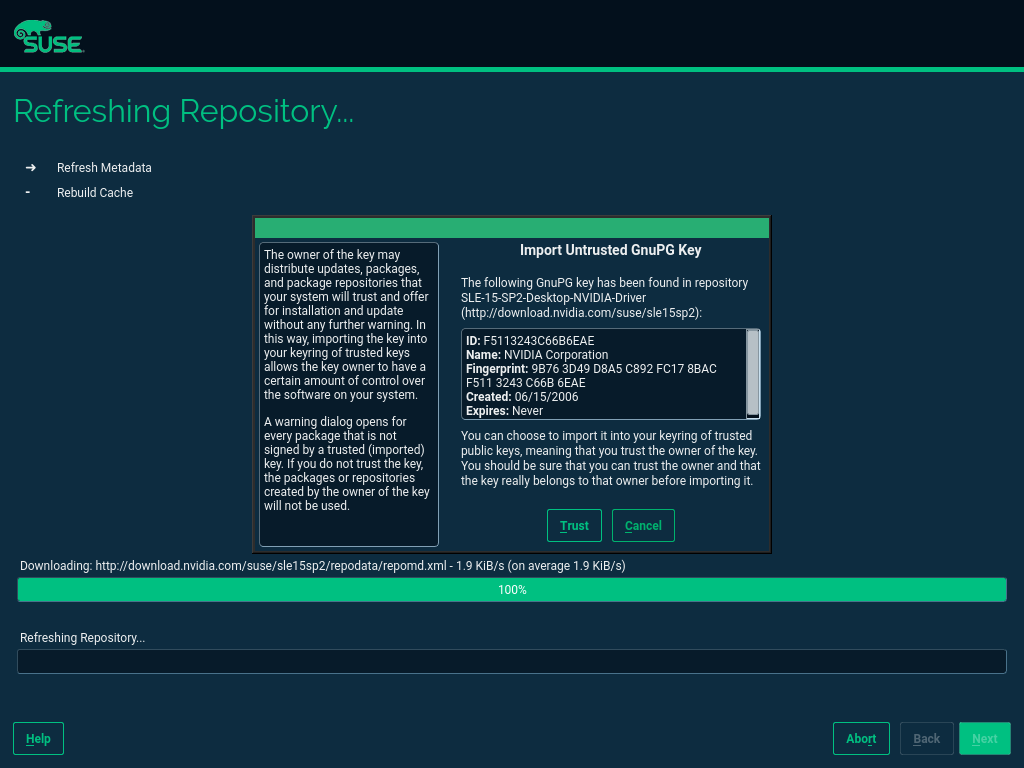 SUSE
Refreshing Repository...
➔ Refresh Metadata
- Rebuild Cache
The owner of the key may
distribute updates, packages,
and package repositories that
your system will trust and offer
for installation and update
without any further warning. In
this way, importing the key into
your keyring of trusted keys
allows the key owner to have a
certain amount of control over
the software on your system.
A warning dialog opens for
every package that is not
signed by a trusted (imported)
key. If you do not trust the key,
the packages or repositories
created by the owner of the key
will not be used.
Import Untrusted GnuPG Key
The following GnuPG key has been found in repository
SLE-15-SP2-Desktop-NVIDIA-Driver
(http://download.nvidia.com/suse/sle15sp2):
ID: F5113243C66B6EAE
Name: NVIDIA Corporation
Fingerprint: 9B76 3D49 D8A5 C892 FC17 8BAC
F511 3243 C66B 6EAE
Created: 06/15/2006
Expires: Never
You can choose to import it into your keyring of trusted
public keys, meaning that you trust the owner of the key.
You should be sure that you can trust the owner and that
the key really belongs to that owner before importing it.
Trust Cancel
Downloading: http://download.nvidia.com/suse/sle15sp2/repodata/repomd.xml - 1.9 KiB/s (on average 1.9 KiB/s)
100%
Refreshing Repository...
Help Abort Back Next